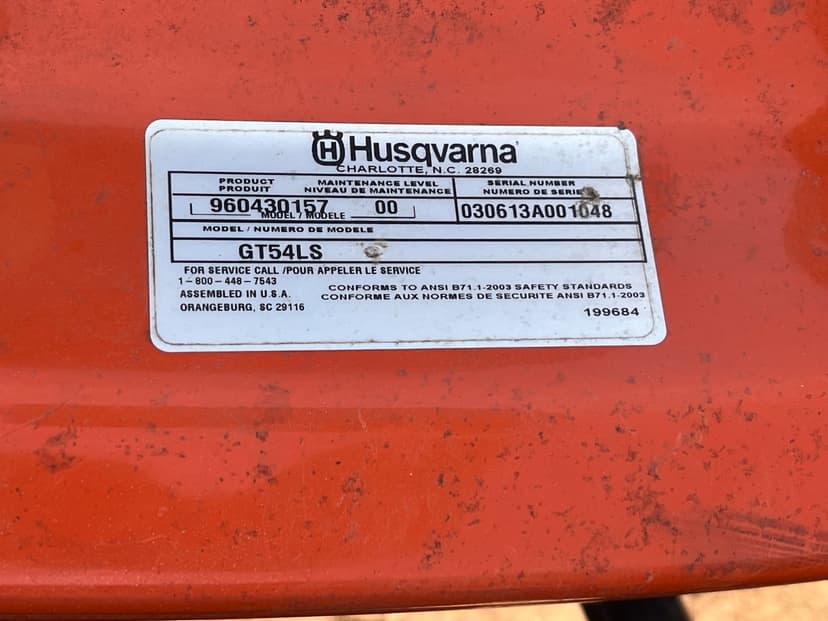 Husqvarna
CHARLOTTE, N.C. 28269
PRODUCT MAINTENANCE LEVEL SERIAL NUMBER
PRODUIT NIVEAU DE MAINTENANCE NUMERO DE SERIE
960430157 00 030613A001048
MODEL / MODELE
MODEL / NUMERO DE MODELE
GT54LS
FOR SERVICE CALL /POUR APPELER LE SERVICE
1-800-448-7543
CONFORMS TO ANSI B71.1-2003 SAFETY STANDARDS
ASSEMBLED IN U.S.A. CONFORME AUX NORMES DE SECURITE ANSI B71.1-2003
ORANGEBURG, SC 29116 199684